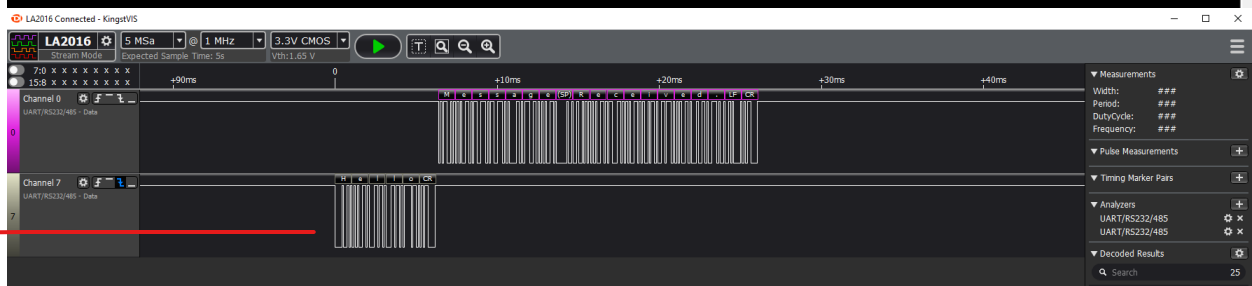 LA2016 Connected - KingstVIS
LA2016 5 MSa @ 1 MHz 3.3V CMOS
Stream Mode Expected Sample Time: 5s Vth:1.65 V
7:0 x x x x x x x x
15:8 x x x x x x x x
+90ms 0 +10ms +20ms +30ms +40ms
Channel 0
UART/RS232/485 - Data
0
M e s s a g e [SP] R e c e i v e d . LF CR
Channel 7
UART/RS232/485 - Data
7
H e l l o CR
Measurements
Width: ###
Period: ###
DutyCycle: ###
Frequency: ###
Pulse Measurements
Timing Marker Pairs
Analyzers
UART/RS232/485
UART/RS232/485
Decoded Results
Search 25